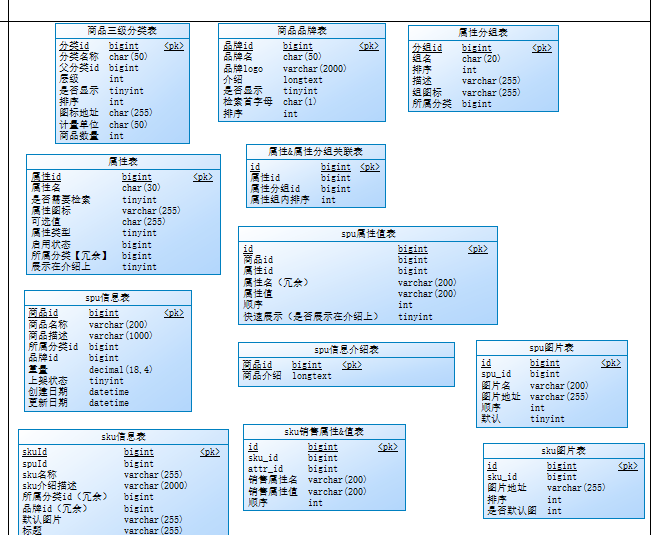 商品三级分类表
分类id bigint <pk>
分类名称 char(50)
父分类id bigint
层级 int
是否显示 tinyint
排序 int
图标地址 char(255)
计量单位 char(50)
商品数量 int
商品品牌表
品牌id bigint <pk>
品牌名 char(50)
品牌logo varchar(2000)
介绍 longtext
是否显示 tinyint
检索首字母 char(1)
排序 int
属性分组表
分组id bigint <pk>
组名 char(20)
排序 int
描述 varchar(255)
组图标 varchar(255)
所属分类 bigint
属性表
属性id bigint <pk>
属性名 char(30)
是否需要检索 tinyint
属性图标 varchar(255)
可选值 char(255)
属性类型 tinyint
启用状态 bigint
所属分类【冗余】 bigint
展示在介绍上 tinyint
属性&属性分组关联表
id bigint <pk>
属性id bigint
属性分组id bigint
属性组内排序 int
spu属性值表
id bigint <pk>
商品id bigint
属性id bigint
属性名（冗余） varchar(200)
属性值 varchar(200)
顺序 int
快速展示（是否展示在介绍上） tinyint
spu信息表
商品id bigint <pk>
商品名称 varchar(200)
商品描述 varchar(1000)
所属分类id bigint
品牌id bigint
重量 decimal(18,4)
上架状态 tinyint
创建日期 datetime
更新日期 datetime
spu信息介绍表
商品id bigint <pk>
商品介绍 longtext
spu图片表
id bigint <pk>
spu_id bigint
图片名 varchar(200)
图片地址 varchar(255)
顺序 int
默认 tinyint
sku信息表
skuId bigint <pk>
spuId bigint
sku名称 varchar(255)
sku介绍描述 varchar(2000)
所属分类id（冗余） bigint
品牌id（冗余） bigint
默认图片 varchar(255)
标题 varchar(255)
sku销售属性&值表
id bigint <pk>
sku_id bigint
attr_id bigint
销售属性名 varchar(200)
销售属性值 varchar(200)
顺序 int
sku图片表
id bigint <pk>
sku_id bigint
图片地址 varchar(255)
排序 int
是否默认图 int